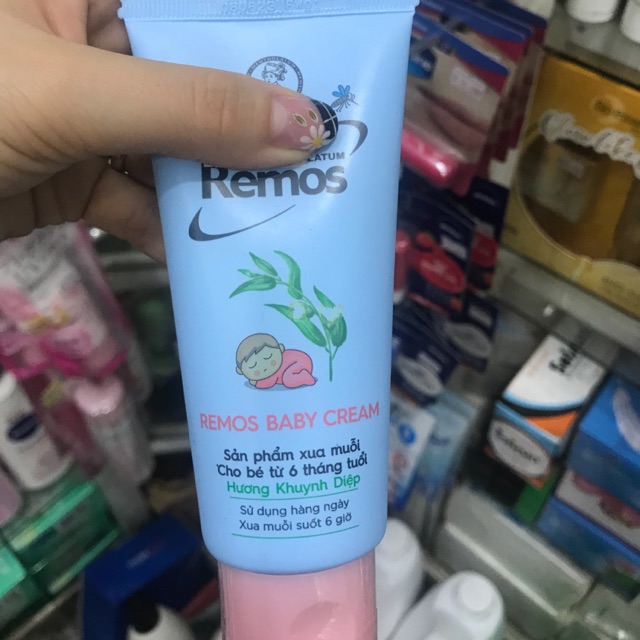 LATUM
Remos
REMOS BABY CREAM
Sản phẩm xua muỗi
Cho bé từ 6 tháng tuổi
Hương Khuynh Diệp
Sử dụng hàng ngày
Xua muỗi suốt 6 giờ